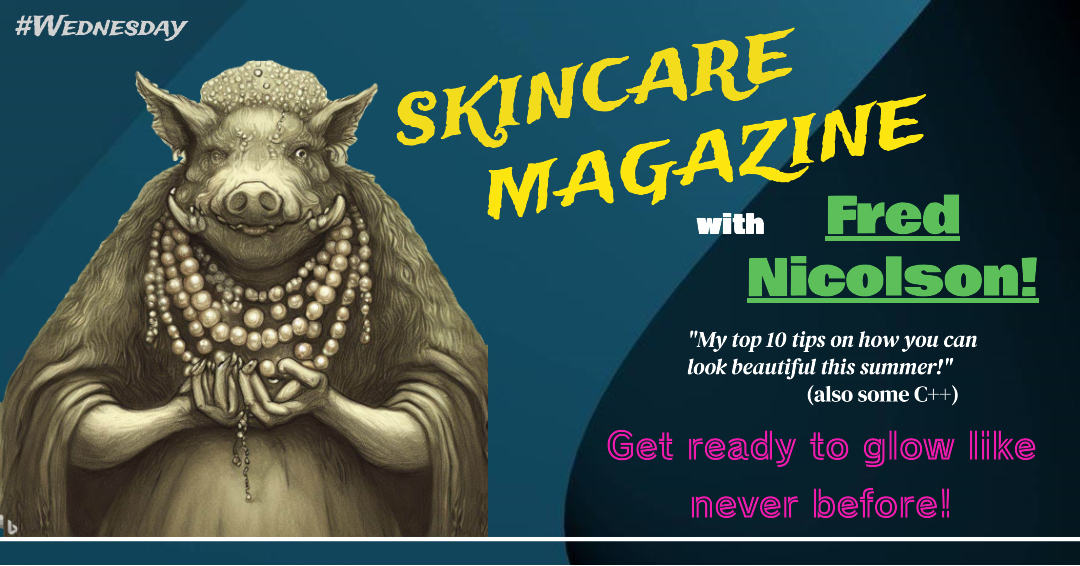 #Wednesday
SKINCARE
MAGAZINE
with Fred
Nicolson!
"My top 10 tips on how you can
look beautiful this summer!"
(also some C++)
Get ready to glow like
never before!
b